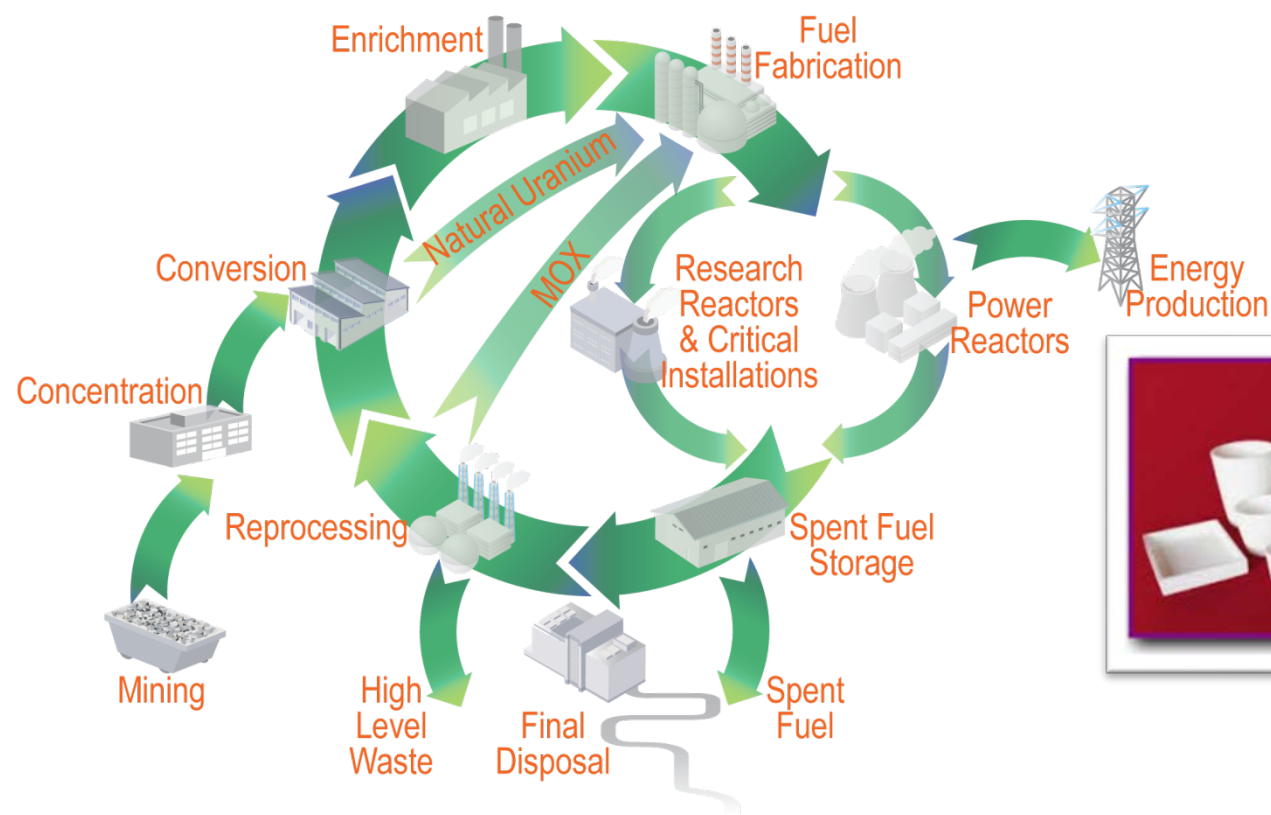 Enrichment
Fuel
Fabrication
Natural Uranium
MOX
Conversion
Research
Reactors
& Critical
Installations
Power
Reactors
Energy
Production
Concentration
Reprocessing
Spent Fuel
Storage
Mining
High
Level
Waste
Final
Disposal
Spent
Fuel